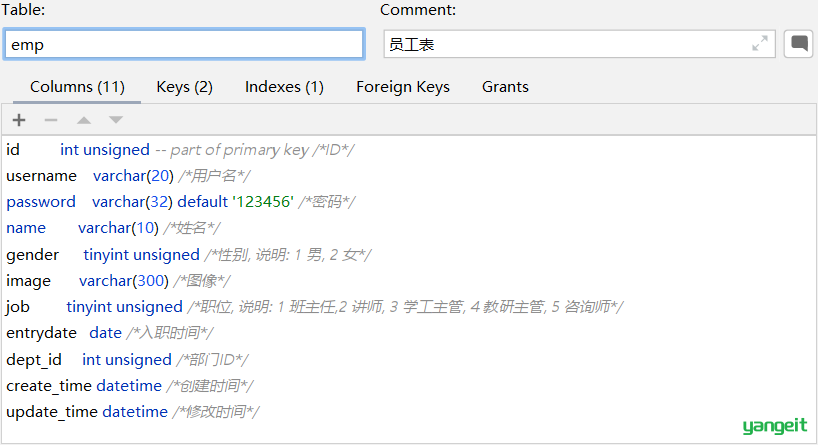 Table: Comment:
emp 员工表
Columns (11) Keys (2) Indexes (1) Foreign Keys Grants
id int unsigned -- part of primary key /*ID*/
username varchar(20) /*用户名*/
password varchar(32) default '123456' /*密码*/
name varchar(10) /*姓名*/
gender tinyint unsigned /*性别, 说明: 1 男, 2 女*/
image varchar(300) /*图像*/
job tinyint unsigned /*职位, 说明: 1 班主任,2 讲师, 3 学工主管, 4 教研主管, 5 咨询师*/
entrydate date /*入职时间*/
dept_id int unsigned /*部门ID*/
create_time datetime /*创建时间*/
update_time datetime /*修改时间*/
yangeit